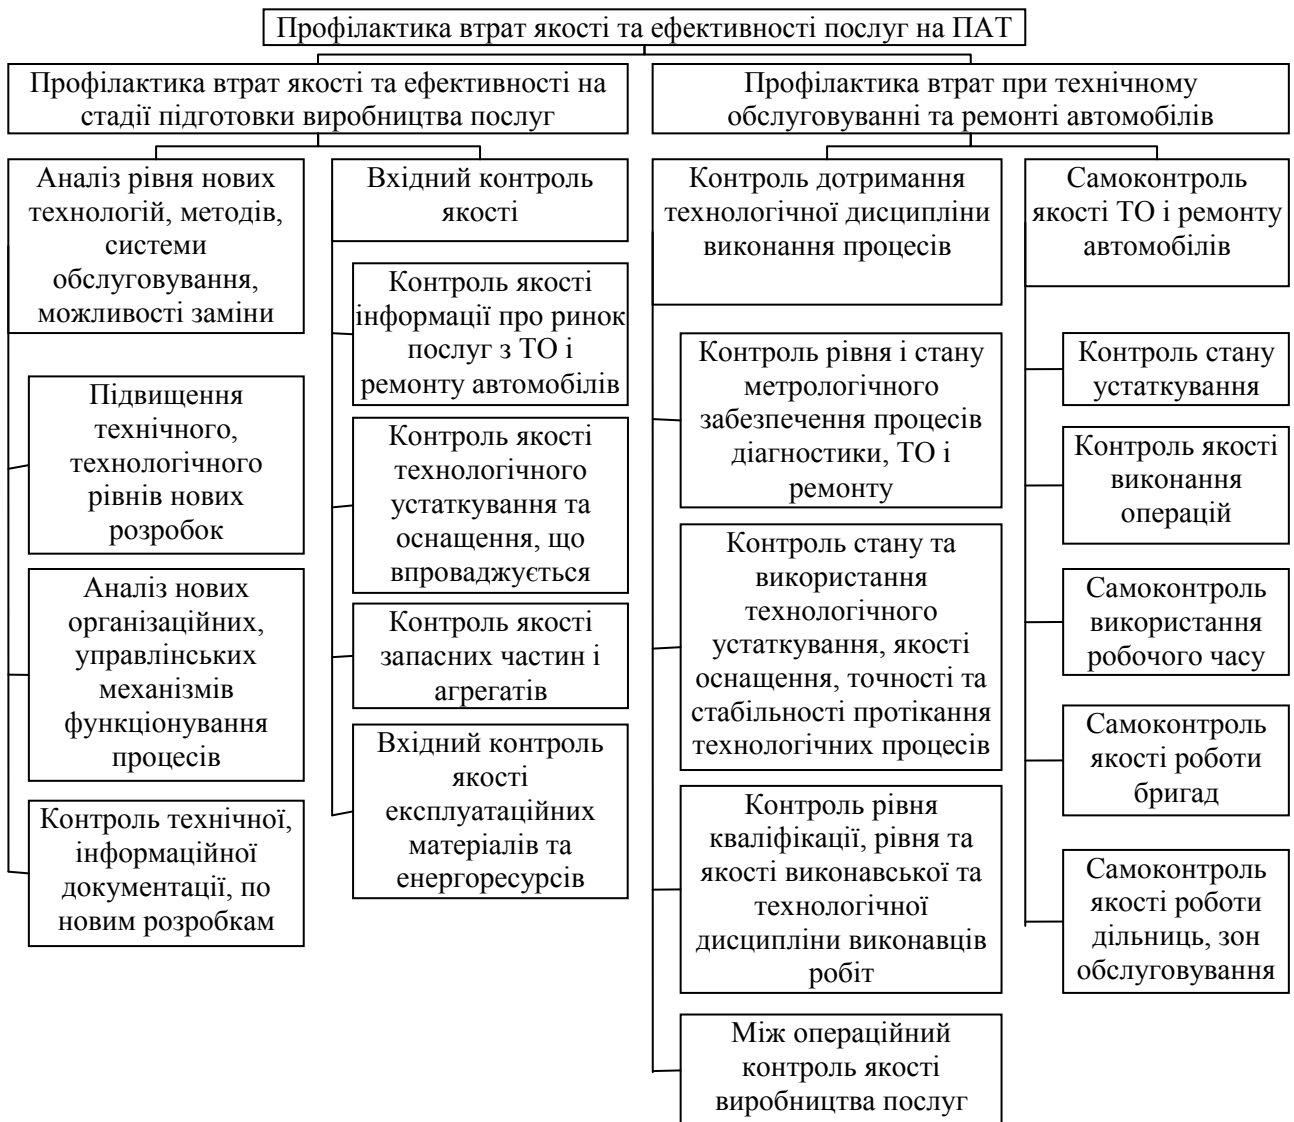 Профілактика втрат якості та ефективності послуг на ПАТ
Профілактика втрат якості та ефективності на
стадії підготовки виробництва послуг
Профілактика втрат при технічному
обслуговуванні та ремонті автомобілів
Аналіз рівня нових
технологій, методів,
системи
обслуговування,
можливості заміни
Підвищення
технічного,
технологічного
рівнів нових
розробок
Аналіз нових
організаційних,
управлінських
механізмів
функціонування
процесів
Контроль технічної,
інформаційної
документації, по
новим розробкам
Вхідний контроль
якості
Контроль якості
інформації про ринок
послуг з ТО і
ремонту автомобілів
Контроль якості
технологічного
устаткування та
оснащення, що
впроваджується
Контроль якості
запасних частин і
агрегатів
Вхідний контроль
якості
експлуатаційних
матеріалів та
енергоресурсів
Контроль дотримання
технологічної дисципліни
виконання процесів
Контроль рівня і стану
метрологічного
забезпечення процесів
діагностики, ТО і
ремонту
Контроль стану та
використання
технологічного
устаткування, якості
оснащення, точності та
стабільності протікання
технологічних процесів
Контроль рівня
кваліфікації, рівня та
якості виконавської та
технологічної
дисципліни виконавців
робіт
Між операційний
контроль якості
виробництва послуг
Самоконтроль
якості ТО і ремонту
автомобілів
Контроль стану
устаткування
Контроль якості
виконання
операцій
Самоконтроль
використання
робочого часу
Самоконтроль
якості роботи
бригад
Самоконтроль
якості роботи
дільниць, зон
обслуговування